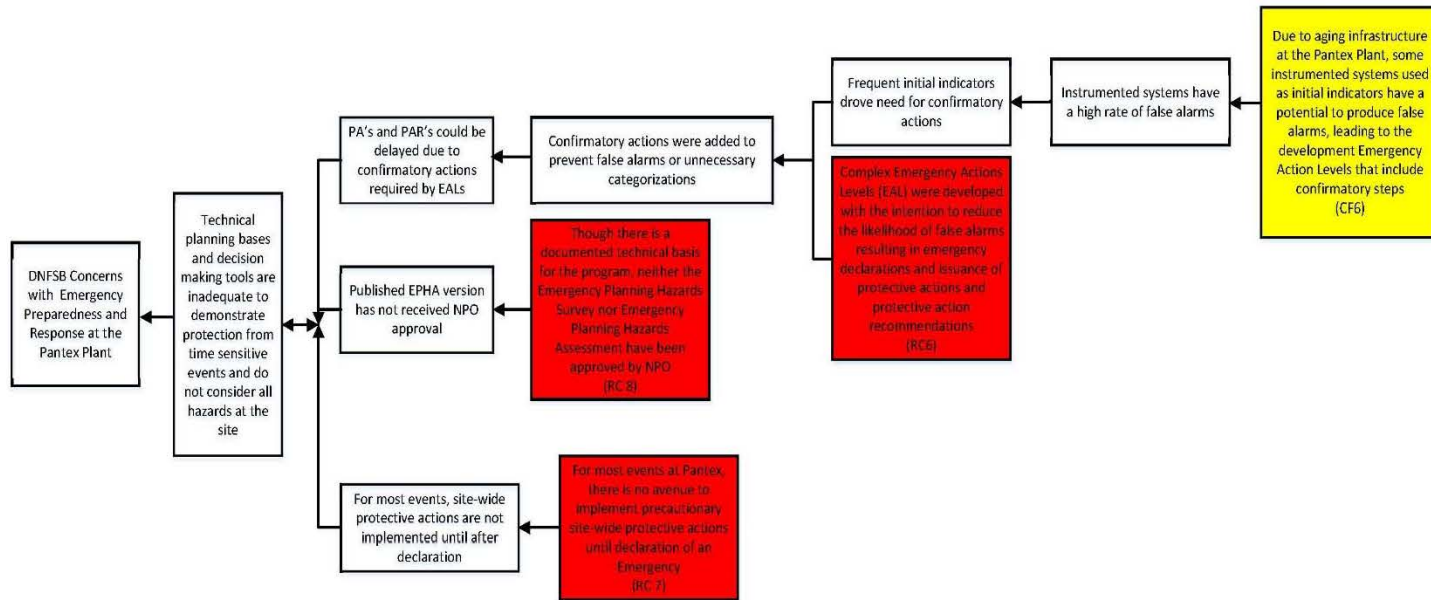 DNFSB Concerns
with Emergency
Preparedness and
Response at the
Pantex Plant
Technical
planning bases
and decision
making tools are
inadequate to
demonstrate
protection from
time sensitive
events and do
not consider all
hazards at the
site
PA's and PAR's could be
delayed due to
confirmatory actions
required by EALs
Published EPHA version
has not received NPO
approval
For most events, site-wide
protective actions are not
implemented until after
declaration
Confirmatory actions were added to
prevent false alarms or unnecessary
categorizations
Though there is a
documented technical basis
for the program, neither the
Emergency Planning Hazards
Survey nor Emergency
Planning Hazards
Assessment have been
approved by NPO
(RC 8)
For most events at Pantex,
there is no avenue to
implement precautionary
site-wide protective actions
until declaration of an
Emergency
(RC 7)
Frequent initial indicators
drove need for confirmatory
actions
Complex Emergency Actions
Levels (EAL) were developed
with the intention to reduce
the likelihood of false alarms
resulting in emergency
declarations and issuance of
protective actions and
protective action
recommendations
(RC6)
Instrumented systems have
a high rate of false alarms
Due to aging infrastructure
at the Pantex Plant, some
instrumented systems used
as initial indicators have a
potential to produce false
alarms, leading to the
development Emergency
Action Levels that include
confirmatory steps
(CF6)